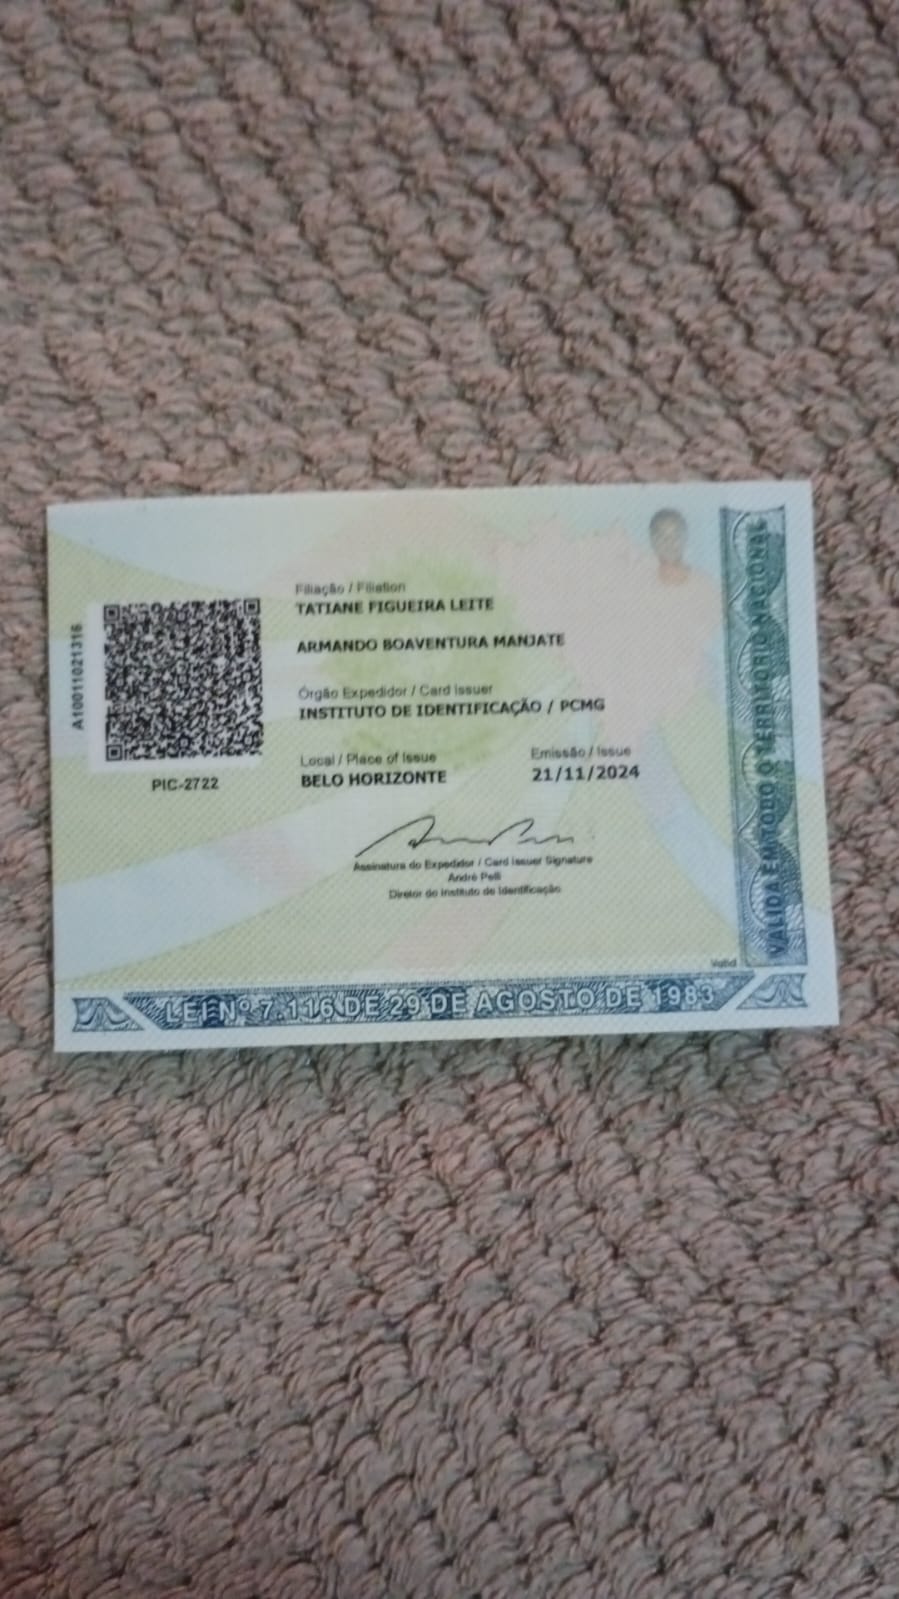 Filiação / Filiation
TATIANE FIGUEIRA LEITE
ARMANDO BOAVENTURA MANJATE
Órgão Expedidor / Card Issuer
INSTITUTO DE IDENTIFICAÇÃO / PCMG
Local / Place of Issue
BELO HORIZONTE
Emissão / Issue
21/11/2024
A10011021316
PIC-2722
Assinatura do Expedidor / Card Issuer Signature
André Pelli
Diretor do Instituto de Identificação
Valid
LEI Nº 7.116 DE 29 DE AGOSTO DE 1983
VÁLIDA EM TODO O TERRITÓRIO NACIONAL